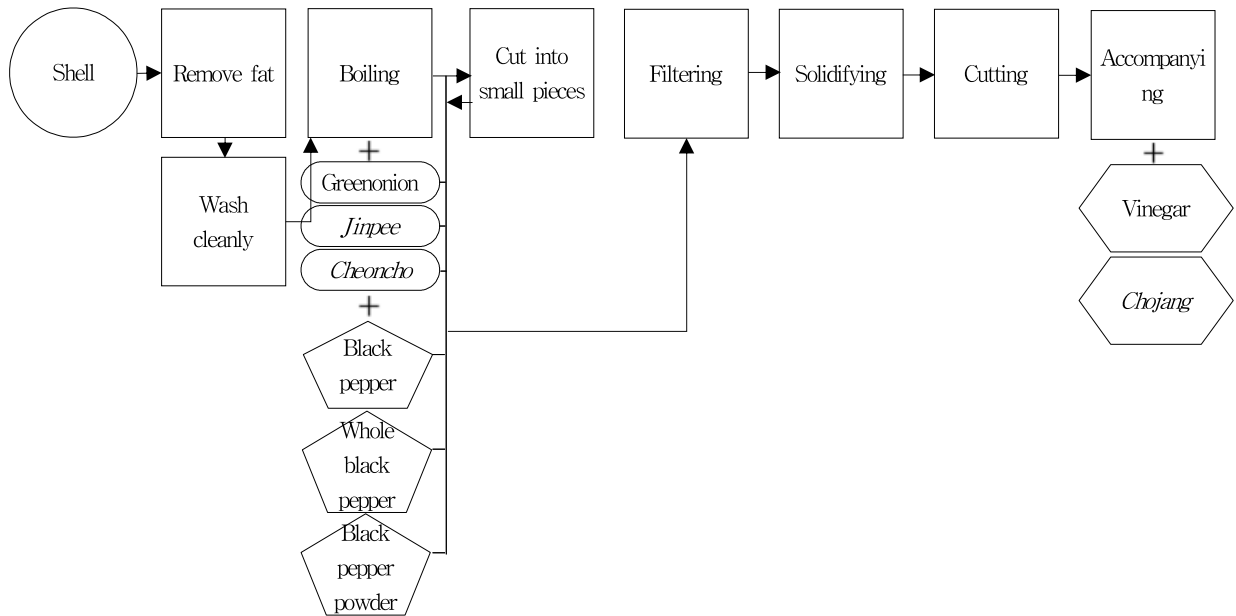 Shell
Remove fat
Wash
cleanly
Boiling
+
Greenonion
Jinpee
Cheoncho
+
Black
pepper
Whole
black
pepper
Black
pepper
powder
Cut into
small pieces
Filtering
Solidifying
Cutting
Accompanyi
ng
+
Vinegar
Chojang